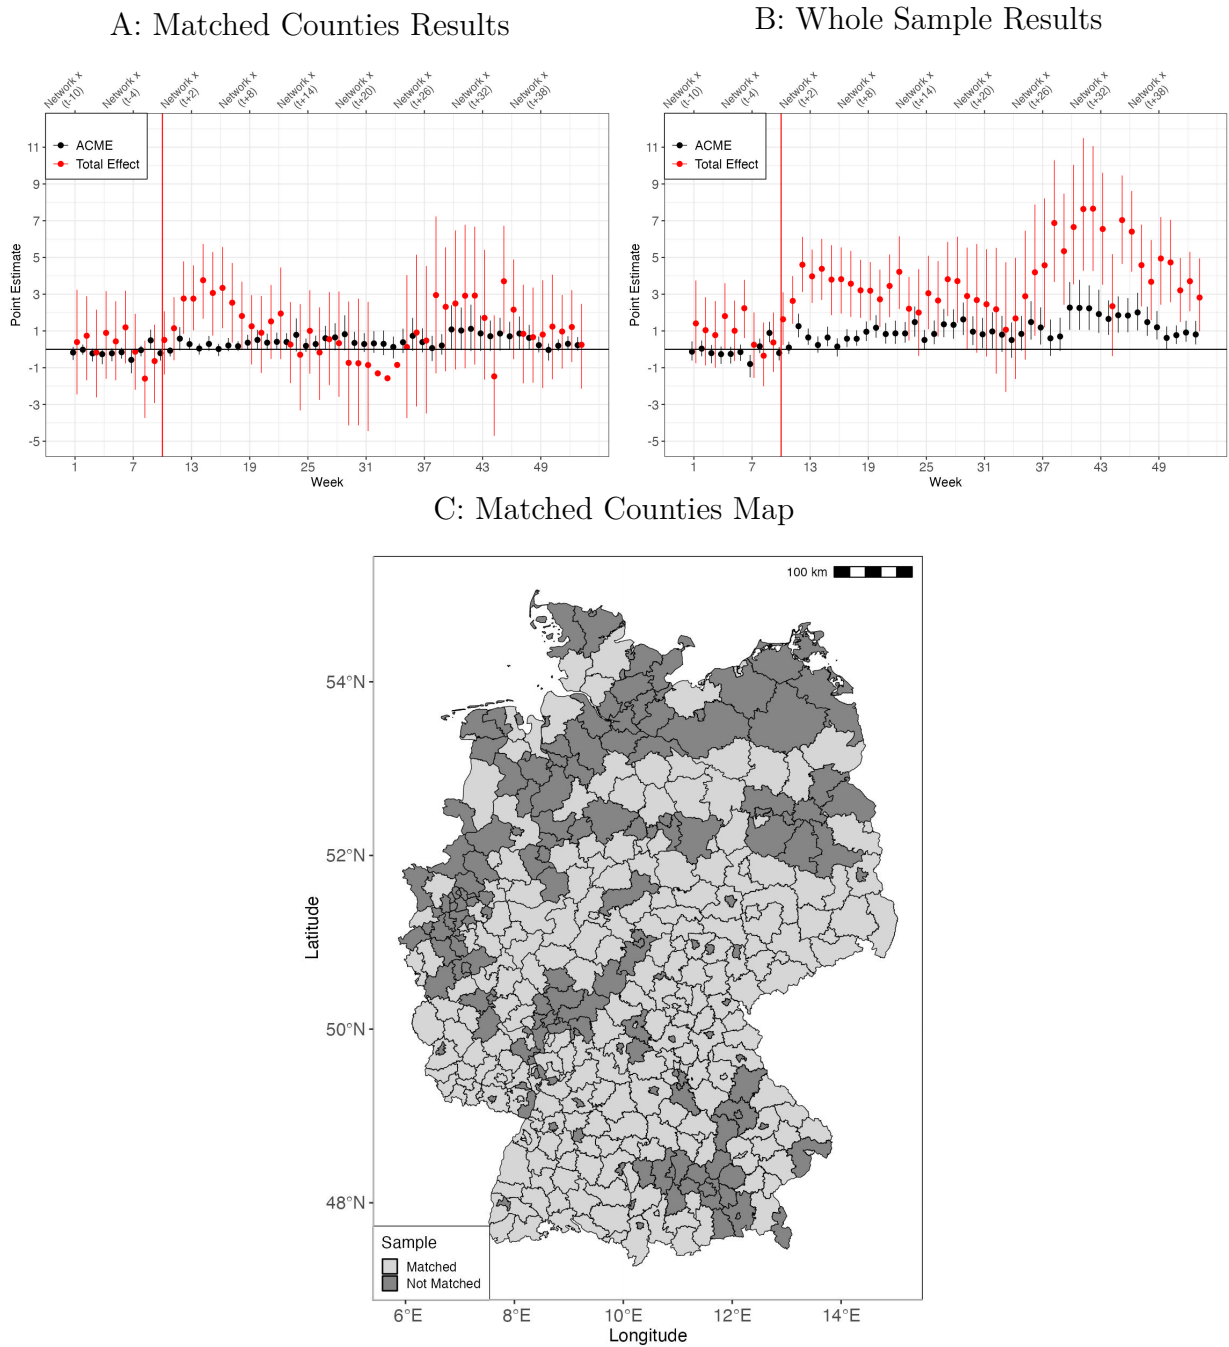 A: Matched Counties Results
Network x (t-10)
Network x (t-4)
Network x (t+2)
Network x (t+8)
Network x (t+14)
Network x (t+20)
Network x (t+26)
Network x (t+32)
Network x (t+38)
ACME
Total Effect
Point Estimate
11
9
7
5
3
1
-1
-3
-5
1 7 13 19 25 31 37 43 49
Week
B: Whole Sample Results
Network x (t-10)
Network x (t-4)
Network x (t+2)
Network x (t+8)
Network x (t+14)
Network x (t+20)
Network x (t+26)
Network x (t+32)
Network x (t+38)
ACME
Total Effect
Point Estimate
11
9
7
5
3
1
-1
-3
-5
1 7 13 19 25 31 37 43 49
Week
C: Matched Counties Map
100 km
54°N
52°N
50°N
48°N
Latitude
Sample
Matched
Not Matched
6°E 8°E 10°E 12°E 14°E
Longitude